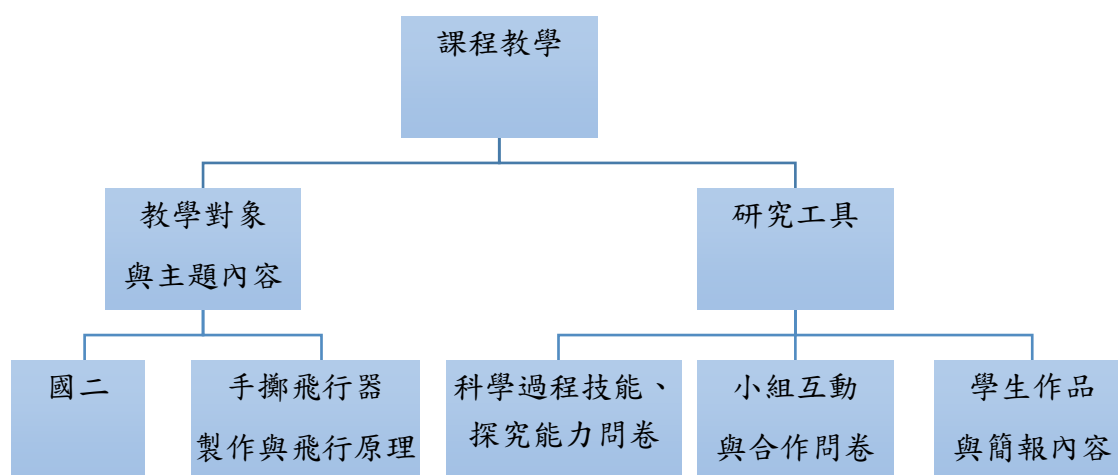 課程教學
教學對象
與主題內容
研究工具
國二
手擲飛行器
製作與飛行原理
科學過程技能、
探究能力問卷
小組互動
與合作問卷
學生作品
與簡報內容